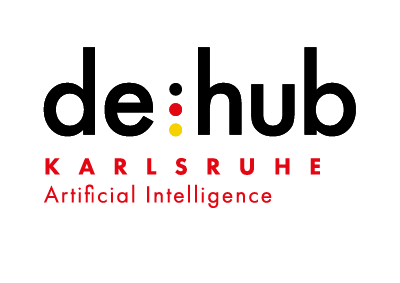 de:hub
KARLSRUHE
Artificial Intelligence